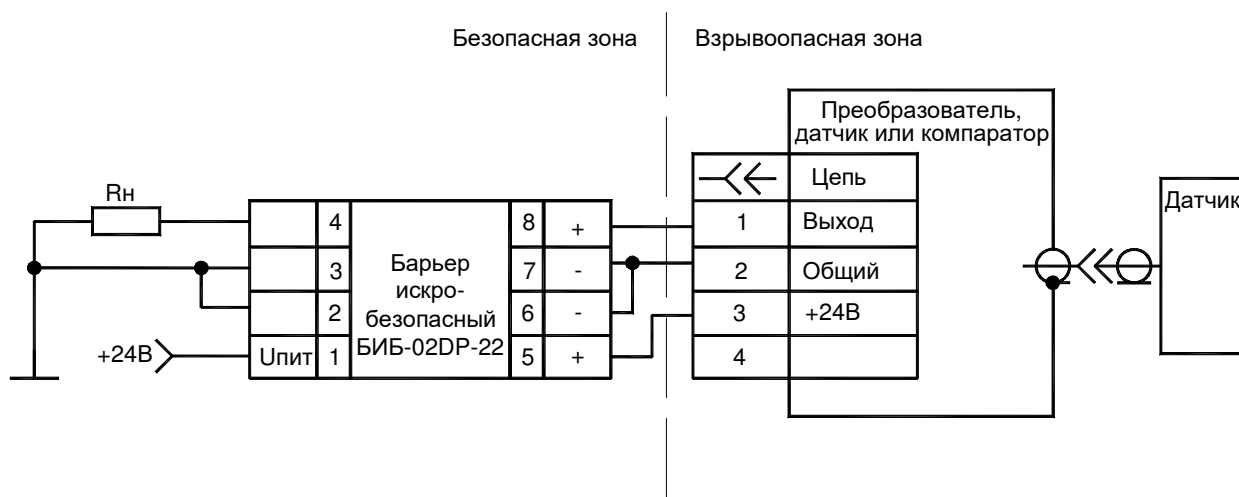 Безопасная зона
Взрывоопасная зона
Преобразователь,
датчик или компаратор
Цепь
Датчик
Rн
4
8 +
1 Выход
3
7 -
2 Общий
Барьер
искро-
безопасный
БИБ-02DP-22
2
6 -
3 +24В
+24В
Uпит 1
5 +
4